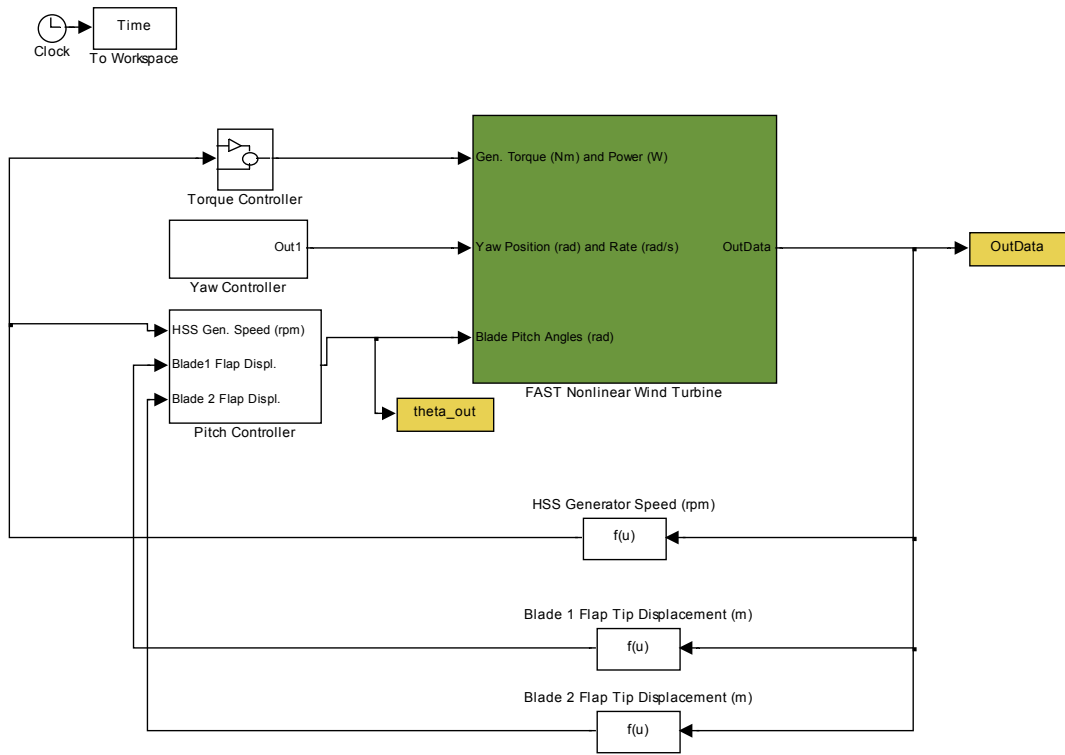 Time
Clock
To Workspace
Gen. Torque (Nm) and Power (W)
Torque Controller
Out1
Yaw Position (rad) and Rate (rad/s)
OutData
OutData
Yaw Controller
HSS Gen. Speed (rpm)
Blade Pitch Angles (rad)
Blade1 Flap Displ.
Blade 2 Flap Displ.
FAST Nonlinear Wind Turbine
theta_out
Pitch Controller
HSS Generator Speed (rpm)
f(u)
Blade 1 Flap Tip Displacement (m)
f(u)
Blade 2 Flap Tip Displacement (m)
f(u)